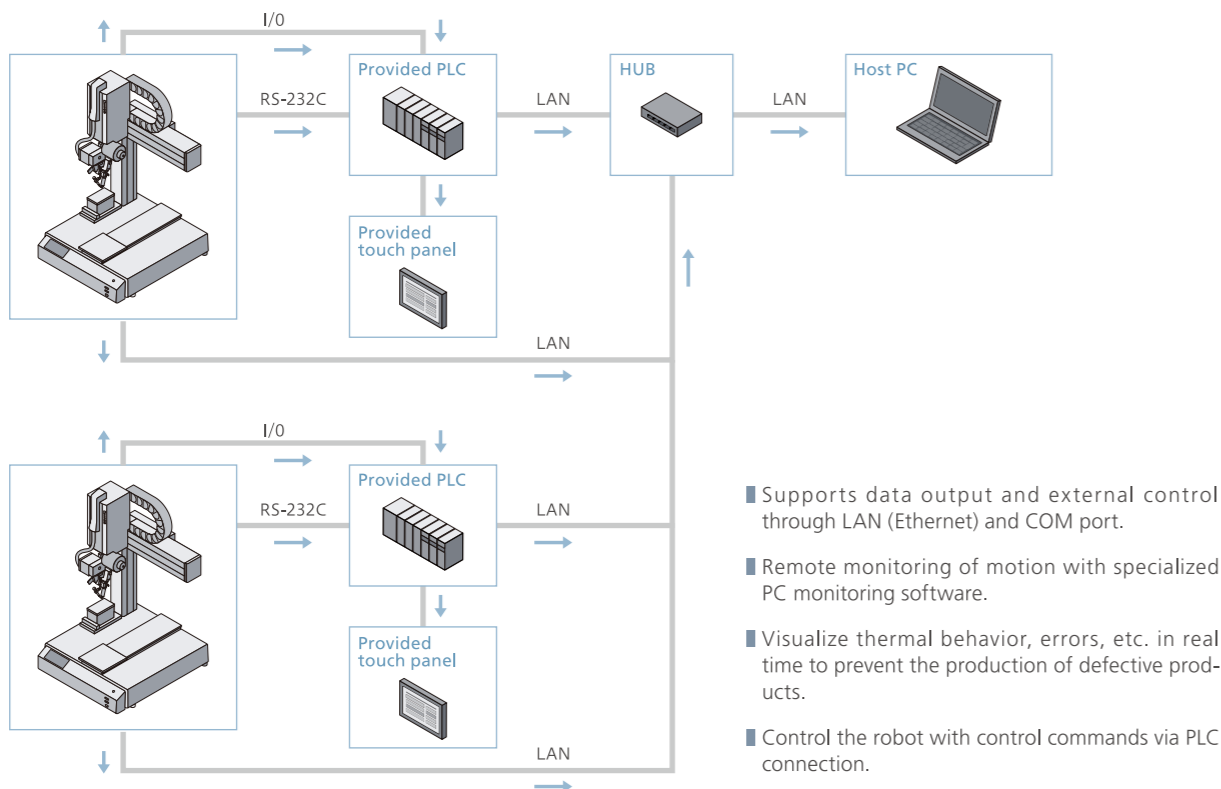 I/0
Provided PLC
HUB
Host PC
RS-232C
LAN
LAN
Provided
touch panel
LAN
I/0
Provided PLC
RS-232C
LAN
Provided
touch panel
LAN
Supports data output and external control
through LAN (Ethernet) and COM port.
Remote monitoring of motion with specialized
PC monitoring software.
Visualize thermal behavior, errors, etc. in real
time to prevent the production of defective prod-
ucts.
Control the robot with control commands via PLC
connection.